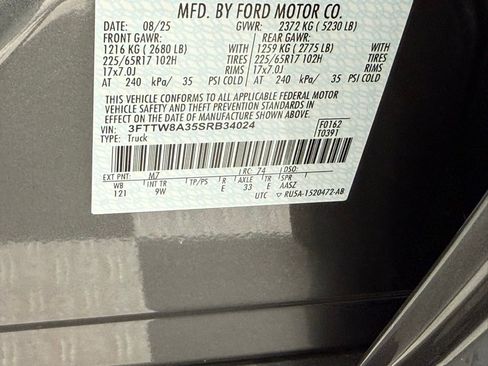 MFD. BY FORD MOTOR CO.
DATE: 08/25 GVWR: 2372 KG ( 5230 LB)
FRONT GAWR: REAR GAWR:
1216 KG ( 2680 LB) 1259 KG ( 2775 LB)
225/65R17 102H TIRES 225/65R17 102H TIRES
17x7.0J RIMS 17x7.0J RIMS
AT 240 kPa/ 35 PSI COLD AT 240 kPa/ 35 PSI COLD
THIS VEHICLE CONFORMS TO ALL APPLICABLE FEDERAL MOTOR
VEHICLE SAFETY AND THEFT PREVENTION STANDARDS IN
EFFECT ON THE DATE OF MANUFACTURE SHOWN ABOVE.
VIN: 3FTTW8A35SRB34024 F0162
TYPE: Truck T0391
EXT PNT: M7 RC: 74 DSO:
WB INT TR TP/PS R AXLE TR SPR
121 9W E 33 E AASZ
UTC ▽ RU5A-1520472-AB